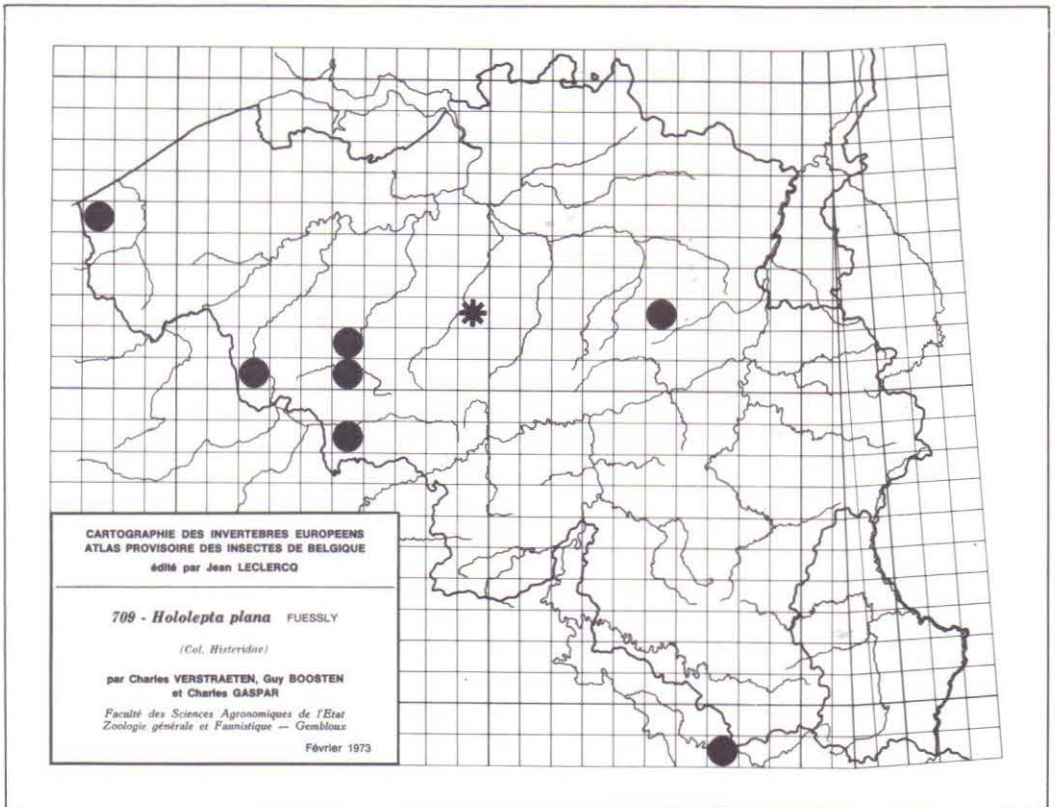 CARTOGRAPHIE DES INVERTEBRES EUROPEENS
ATLAS PROVISOIRE DES INSECTES DE BELGIQUE
édité par Jean LECLERCQ
709 - Hololepta plana FUESSLY
(Col. Histeridae)
par Charles VERSTRAETEN, Guy BOOSTEN
et Charles GASPAR
Faculté des Sciences Agronomiques de l'Etat
Zoologie générale et Faunistique — Gembloux
Février 1973